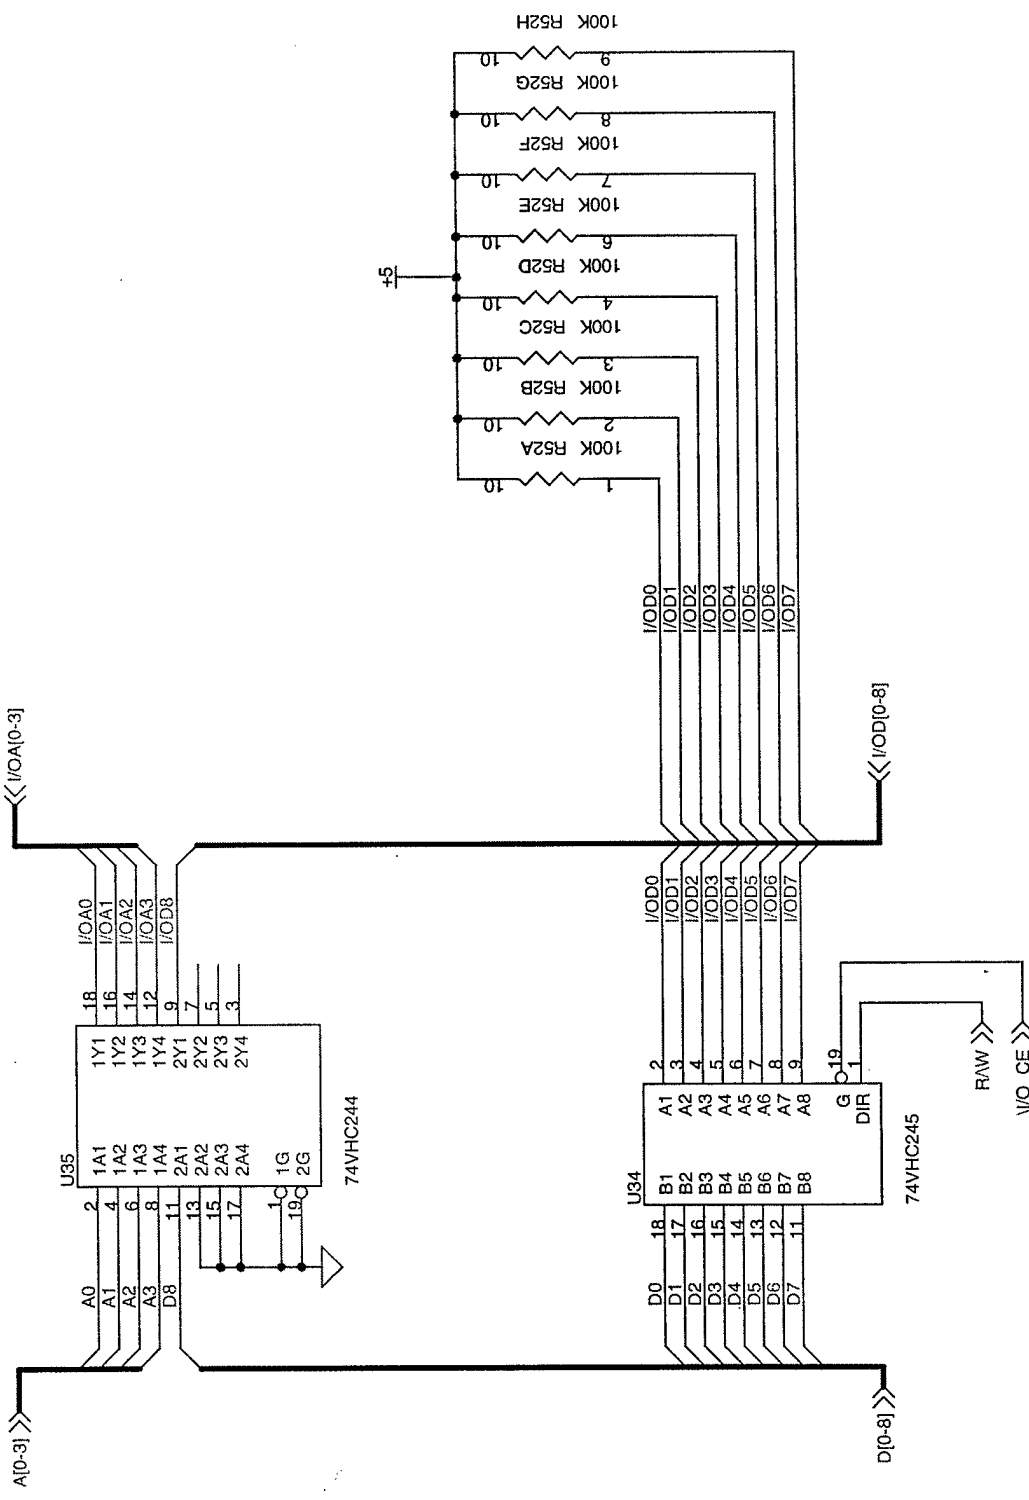 A[0-3]
I/OA[0-3]
U35
A0 2 1A1 1Y1 18 I/OA0
A1 4 1A2 1Y2 16 I/OA1
A2 6 1A3 1Y3 14 I/OA2
A3 8 1A4 1Y4 12 I/OA3
D8 11 2A1 2Y1 9 I/OD8
13 2A2 2Y2 7
15 2A3 2Y3 5
17 2A4 2Y4 3
1 1G
19 2G
74VHC244
+5
10 R52H 100K 9
10 R52G 100K 8
10 R52F 100K 7
10 R52E 100K 6
10 R52D 100K 4
10 R52C 100K 3
10 R52B 100K 2
10 R52A 100K 1
U34
D0 18 B1 A1 2 I/OD0 I/OD0
D1 17 B2 A2 3 I/OD1 I/OD1
D2 16 B3 A3 4 I/OD2 I/OD2
D3 15 B4 A4 5 I/OD3 I/OD3
D4 14 B5 A5 6 I/OD4 I/OD4
D5 13 B6 A6 7 I/OD5 I/OD5
D6 12 B7 A7 8 I/OD6 I/OD6
D7 11 B8 A8 9 I/OD7 I/OD7
G 19
DIR 1
74VHC245
D[0-8]
I/OD[0-8]
R/\W
\I/O_CE